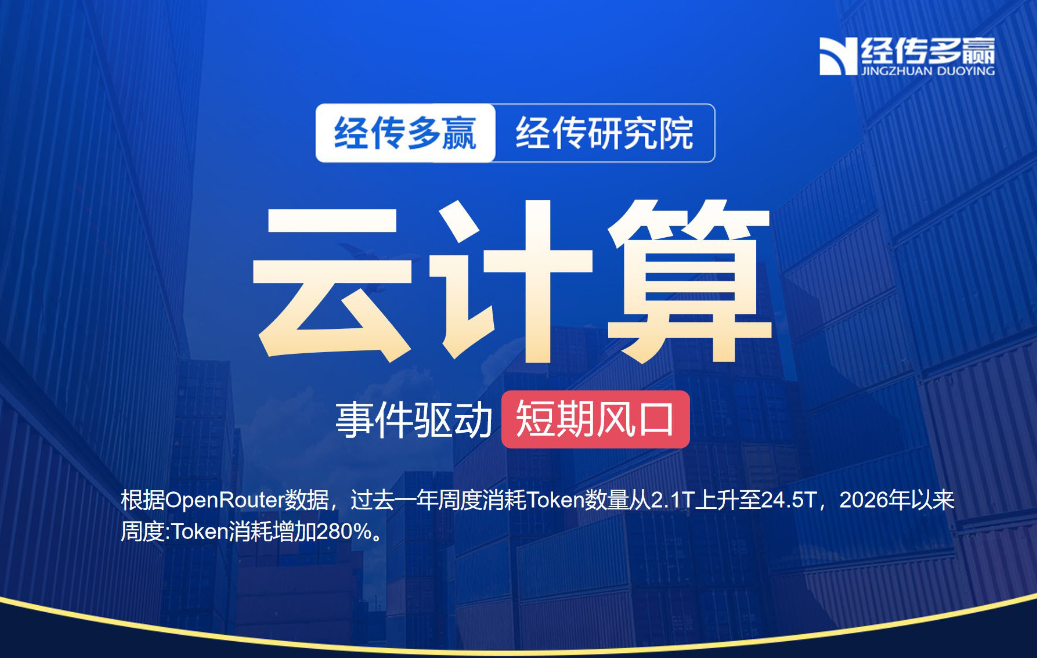 经传多赢
JINGZHUAN DUOYING
经传多赢 经传研究院
云计算
事件驱动 短期风口
根据OpenRouter数据，过去一年周度消耗Token数量从2.1T上升至24.5T，2026年以来
周度:Token消耗增加280%。